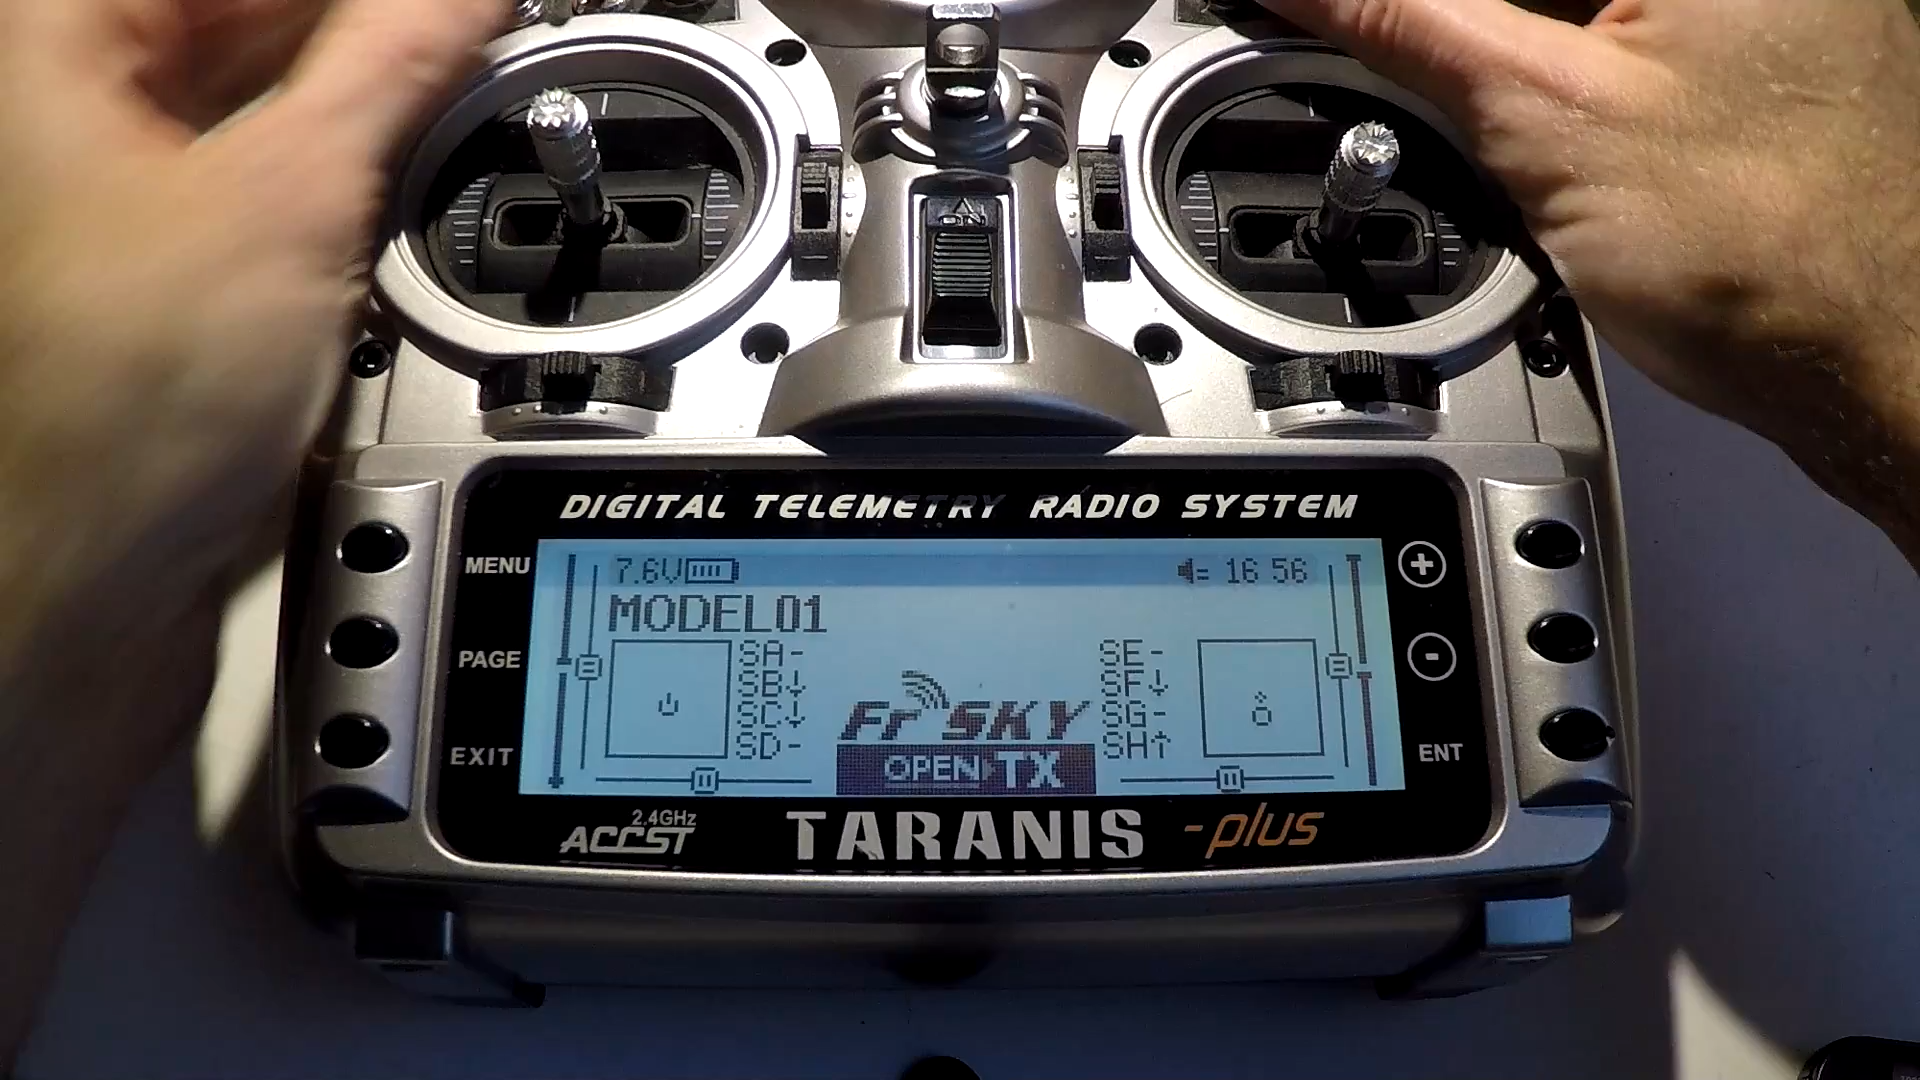 ON
DIGITAL TELEMETRY RADIO SYSTEM
MENU
PAGE
EXIT
7.6V
16 56
MODEL01
SA-
SB↓
SC↓
SD-
FrSKY
OPEN TX
SE-
SF↓
SG-
SH↑
+
-
ENT
2.4GHz
ACCST
TARANIS
-plus